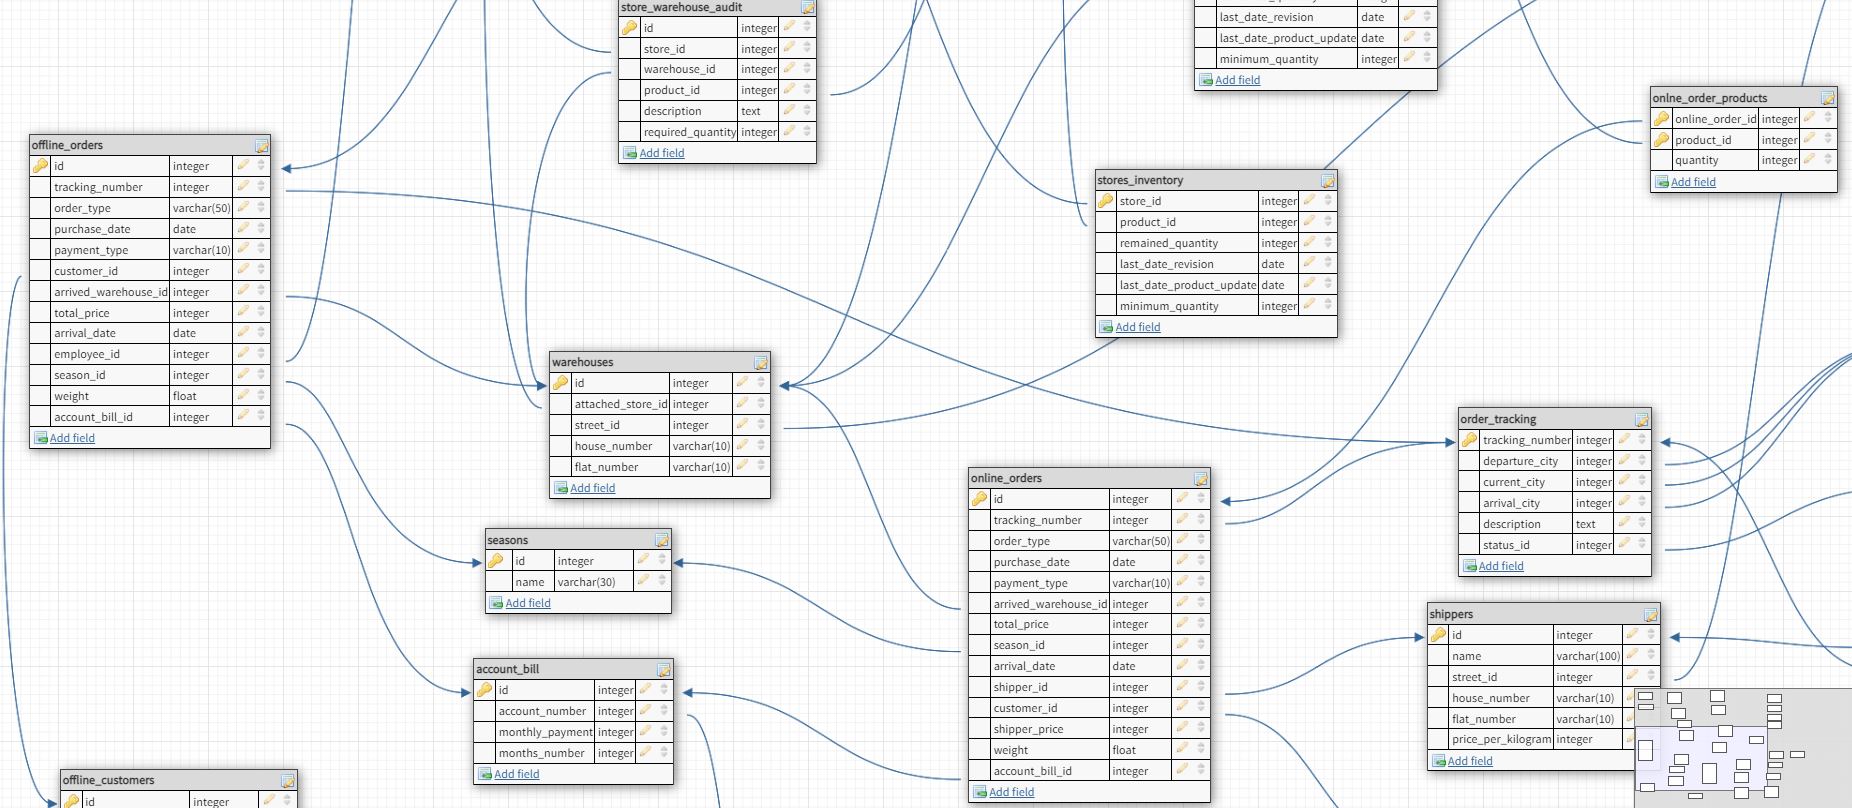 store_warehouse_audit
id integer
store_id integer
warehouse_id integer
product_id integer
description text
required_quantity integer
Add field
last_date_revision date
last_date_product_update date
minimum_quantity integer
Add field
onlne_order_products
online_order_id integer
product_id integer
quantity integer
Add field
offline_orders
id integer
tracking_number integer
order_type varchar(50)
purchase_date date
payment_type varchar(10)
customer_id integer
arrived_warehouse_id integer
total_price integer
arrival_date date
employee_id integer
season_id integer
weight float
account_bill_id integer
Add field
stores_inventory
store_id integer
product_id integer
remained_quantity integer
last_date_revision date
last_date_product_update date
minimum_quantity integer
Add field
warehouses
id integer
attached_store_id integer
street_id integer
house_number varchar(10)
flat_number varchar(10)
Add field
order_tracking
tracking_number integer
departure_city integer
current_city integer
arrival_city integer
description text
status_id integer
Add field
online_orders
id integer
tracking_number integer
order_type varchar(50)
purchase_date date
payment_type varchar(10)
arrived_warehouse_id integer
total_price integer
season_id integer
arrival_date date
shipper_id integer
customer_id integer
shipper_price integer
weight float
account_bill_id integer
Add field
seasons
id integer
name varchar(30)
Add field
shippers
id integer
name varchar(100)
street_id integer
house_number varchar(10)
flat_number varchar(10)
price_per_kilogram integer
Add field
account_bill
id integer
account_number integer
monthly_payment integer
months_number integer
Add field
offline_customers
id integer